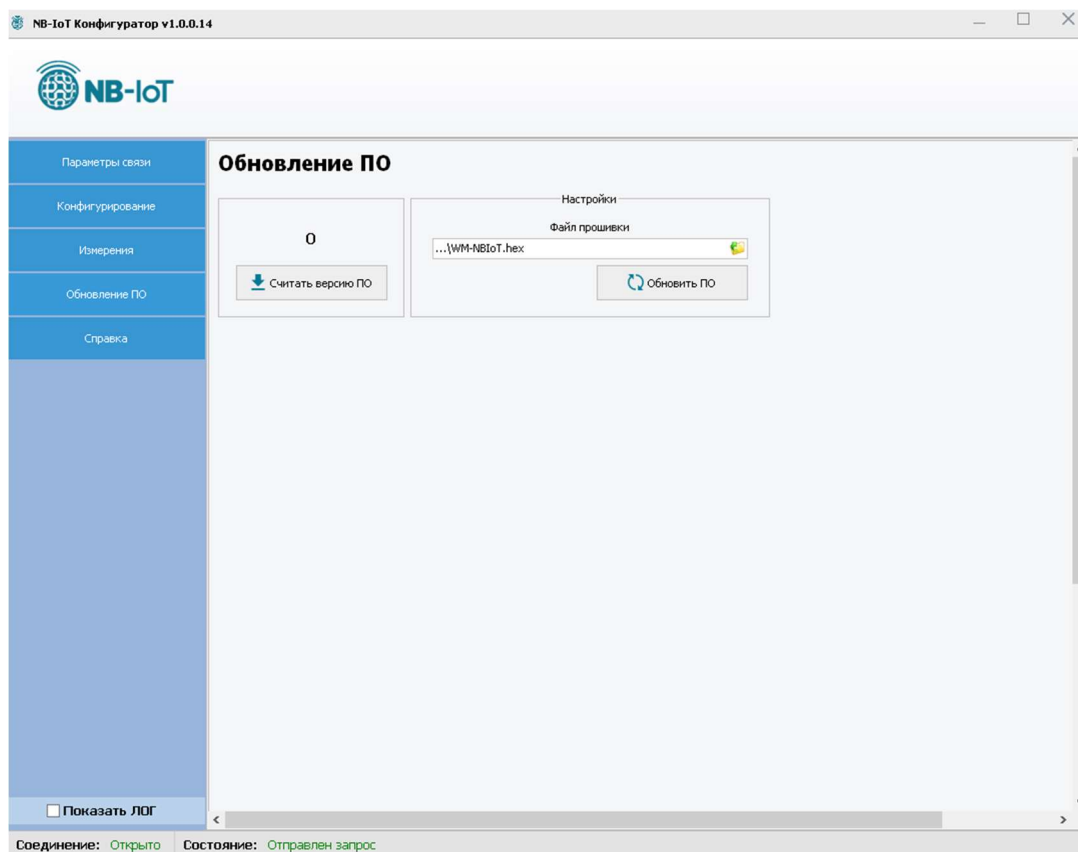 NB-IoT Конфигуратор v1.0.0.14
NB-IoT
Параметры связи
Конфигурирование
Измерения
Обновление ПО
Справка
Обновление ПО
0
Считать версию ПО
Настройки
Файл прошивки
...\WM-NBIoT.hex
Обновить ПО
Показать ЛОГ
Соединение: Открыто Состояние: Отправлен запрос